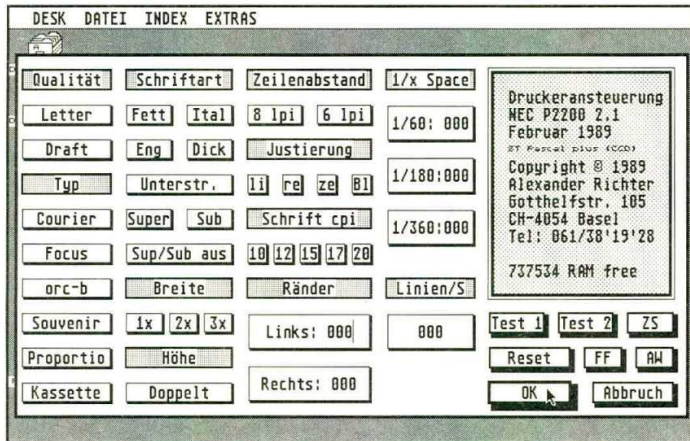 DESK DATEI INDEX EXTRAS
Qualität Schriftart Zeilenabstand 1/x Space
Letter Fett Ital 8 lpi 6 lpi 1/60: 000
Draft Eng Dick Justierung
Typ Unterstr. li re ze Bl 1/180:000
Courier Super Sub Schrift cpi 1/360:000
Focus Sup/Sub aus 10 12 15 17 20
orc-b Breite Ränder Linien/S
Souvenir 1x 2x 3x Links: 000 000
Proportio Höhe
Kassette Doppelt Rechts: 000
Druckeransteuerung
NEC P2200 2.1
Februar 1989
ST Pascal plus (CCD)
Copyright © 1989
Alexander Richter
Gotthelfstr. 105
CH-4054 Basel
Tel: 061/38'19'28
737534 RAM free
Test 1 Test 2 ZS
Reset FF AW
OK Abbruch